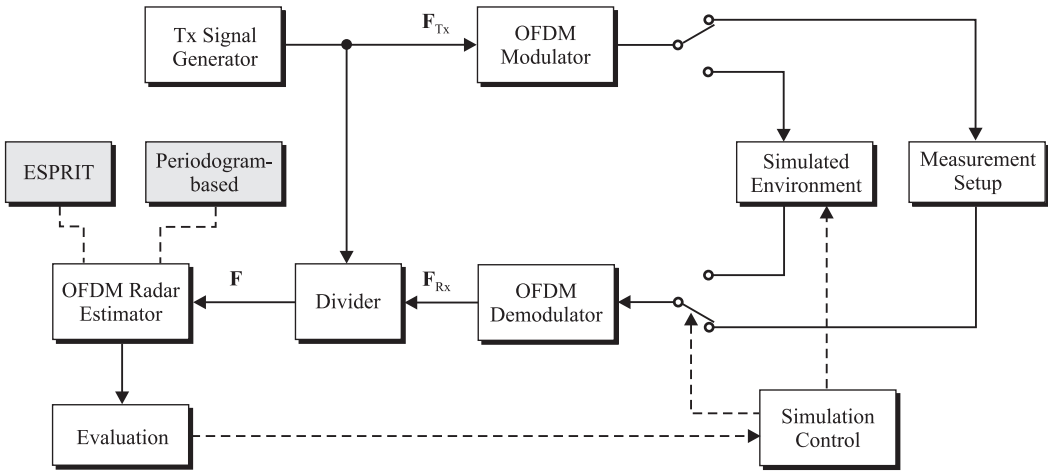 Tx Signal
Generator
F_Tx
OFDM
Modulator
ESPRIT
Periodogram-
based
Simulated
Environment
Measurement
Setup
OFDM Radar
Estimator
F
Divider
F_Rx
OFDM
Demodulator
Evaluation
Simulation
Control